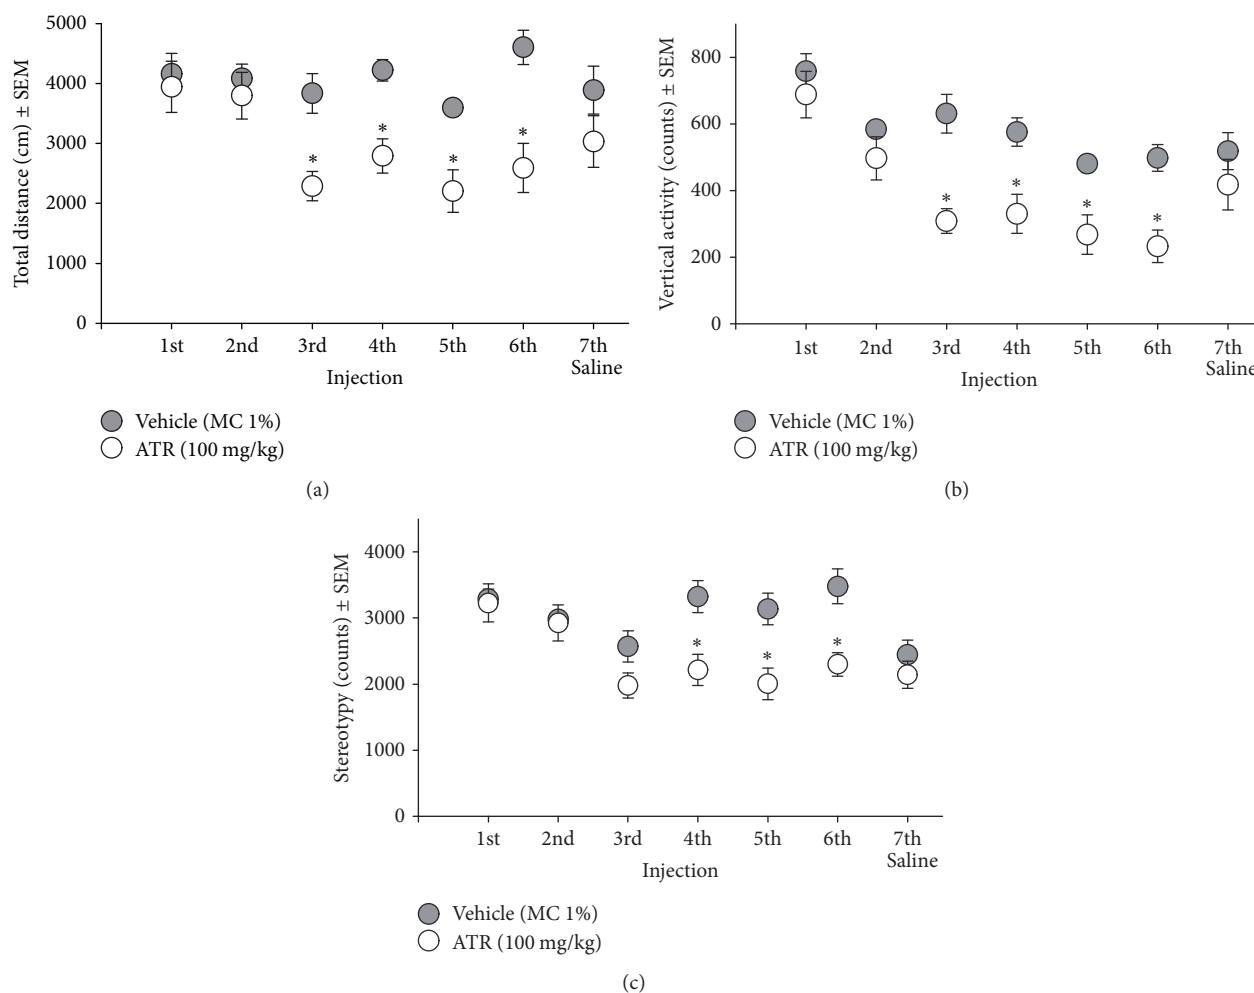 Total distance (cm) ± SEM
5000
4000
3000
2000
1000
0
*
*
*
*
1st 2nd 3rd 4th 5th 6th 7th
Saline
Injection
Vehicle (MC 1%)
ATR (100 mg/kg)
(a)
Vertical activity (counts) ± SEM
800
600
400
200
0
*
*
*
*
1st 2nd 3rd 4th 5th 6th 7th
Saline
Injection
Vehicle (MC 1%)
ATR (100 mg/kg)
(b)
Stereotypy (counts) ± SEM
4000
3000
2000
1000
0
*
*
*
1st 2nd 3rd 4th 5th 6th 7th
Saline
Injection
Vehicle (MC 1%)
ATR (100 mg/kg)
(c)